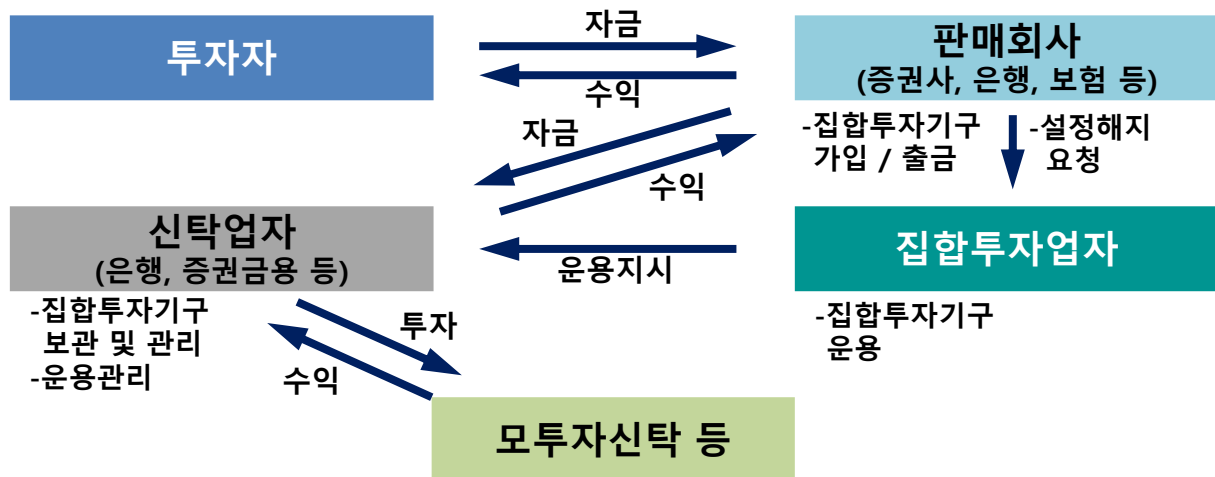 투자자
자금
수익
판매회사
(증권사, 은행, 보험 등)
-집합투자기구
가입 / 출금
-설정해지
요청
자금
수익
신탁업자
(은행, 증권금용 등)
운용지시
집합투자업자
-집합투자기구
보관 및 관리
-운용관리
투자
수익
-집합투자기구
운용
모투자신탁 등